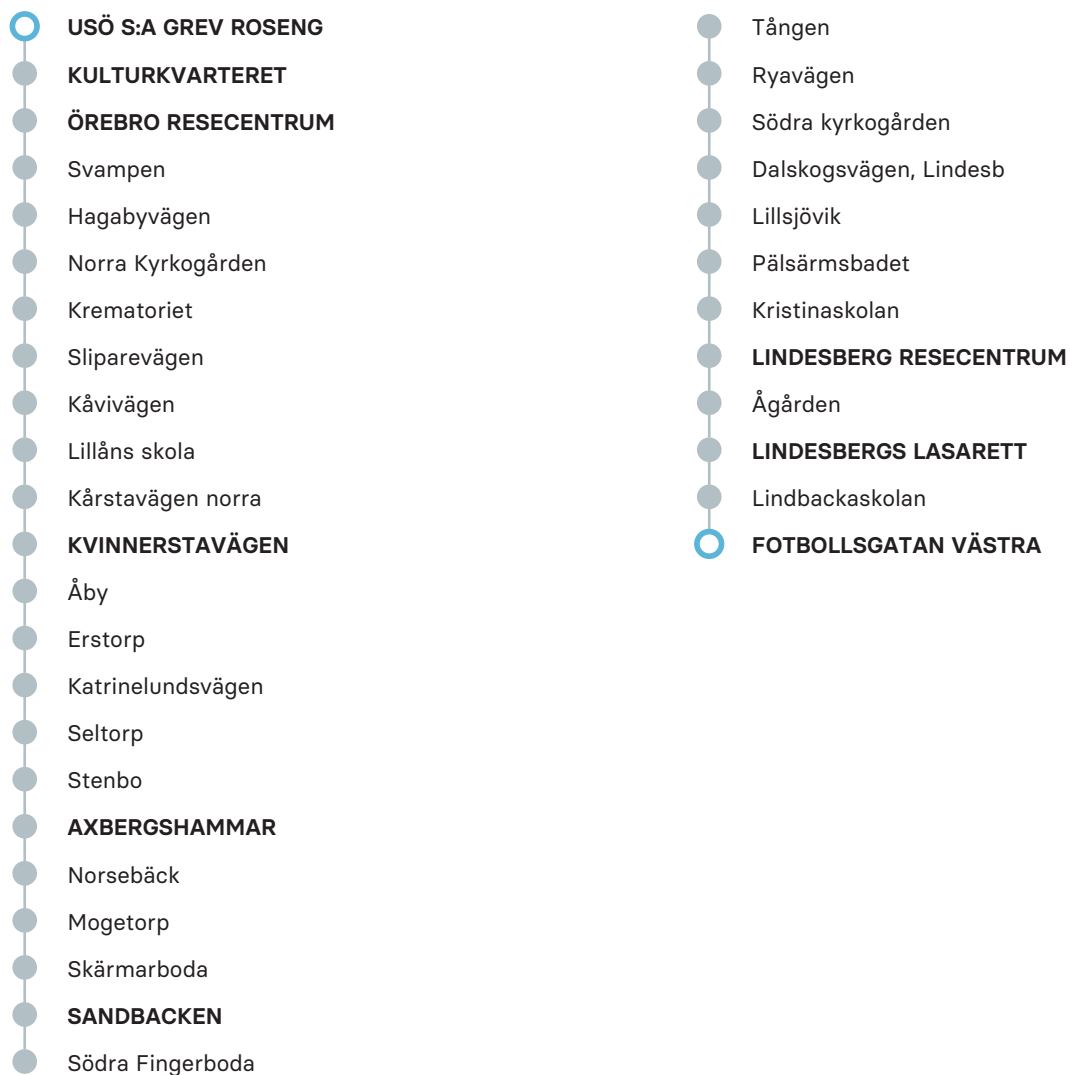 USÖ S:A GREV ROSENG
KULTURKVARTERET
ÖREBRO RESECENTRUM
Svampen
Hagabyvägen
Norra Kyrkogården
Krematoriet
Sliparevägen
Kåvivägen
Lillåns skola
Kårstavägen norra
KVINNERSTAVÄGEN
Åby
Erstorp
Katrinelundsvägen
Seltorp
Stenbo
AXBERGSHAMMAR
Norsebäck
Mogetorp
Skärmarboda
SANDBACKEN
Södra Fingerboda
Tången
Ryavägen
Södra kyrkogården
Dalskogsvägen, Lindesb
Lillsjövik
Pälsärmsbadet
Kristinaskolan
LINDESBERG RESECENTRUM
Ågården
LINDESBERGS LASARETT
Lindbackaskolan
FOTBOLLSGATAN VÄSTRA